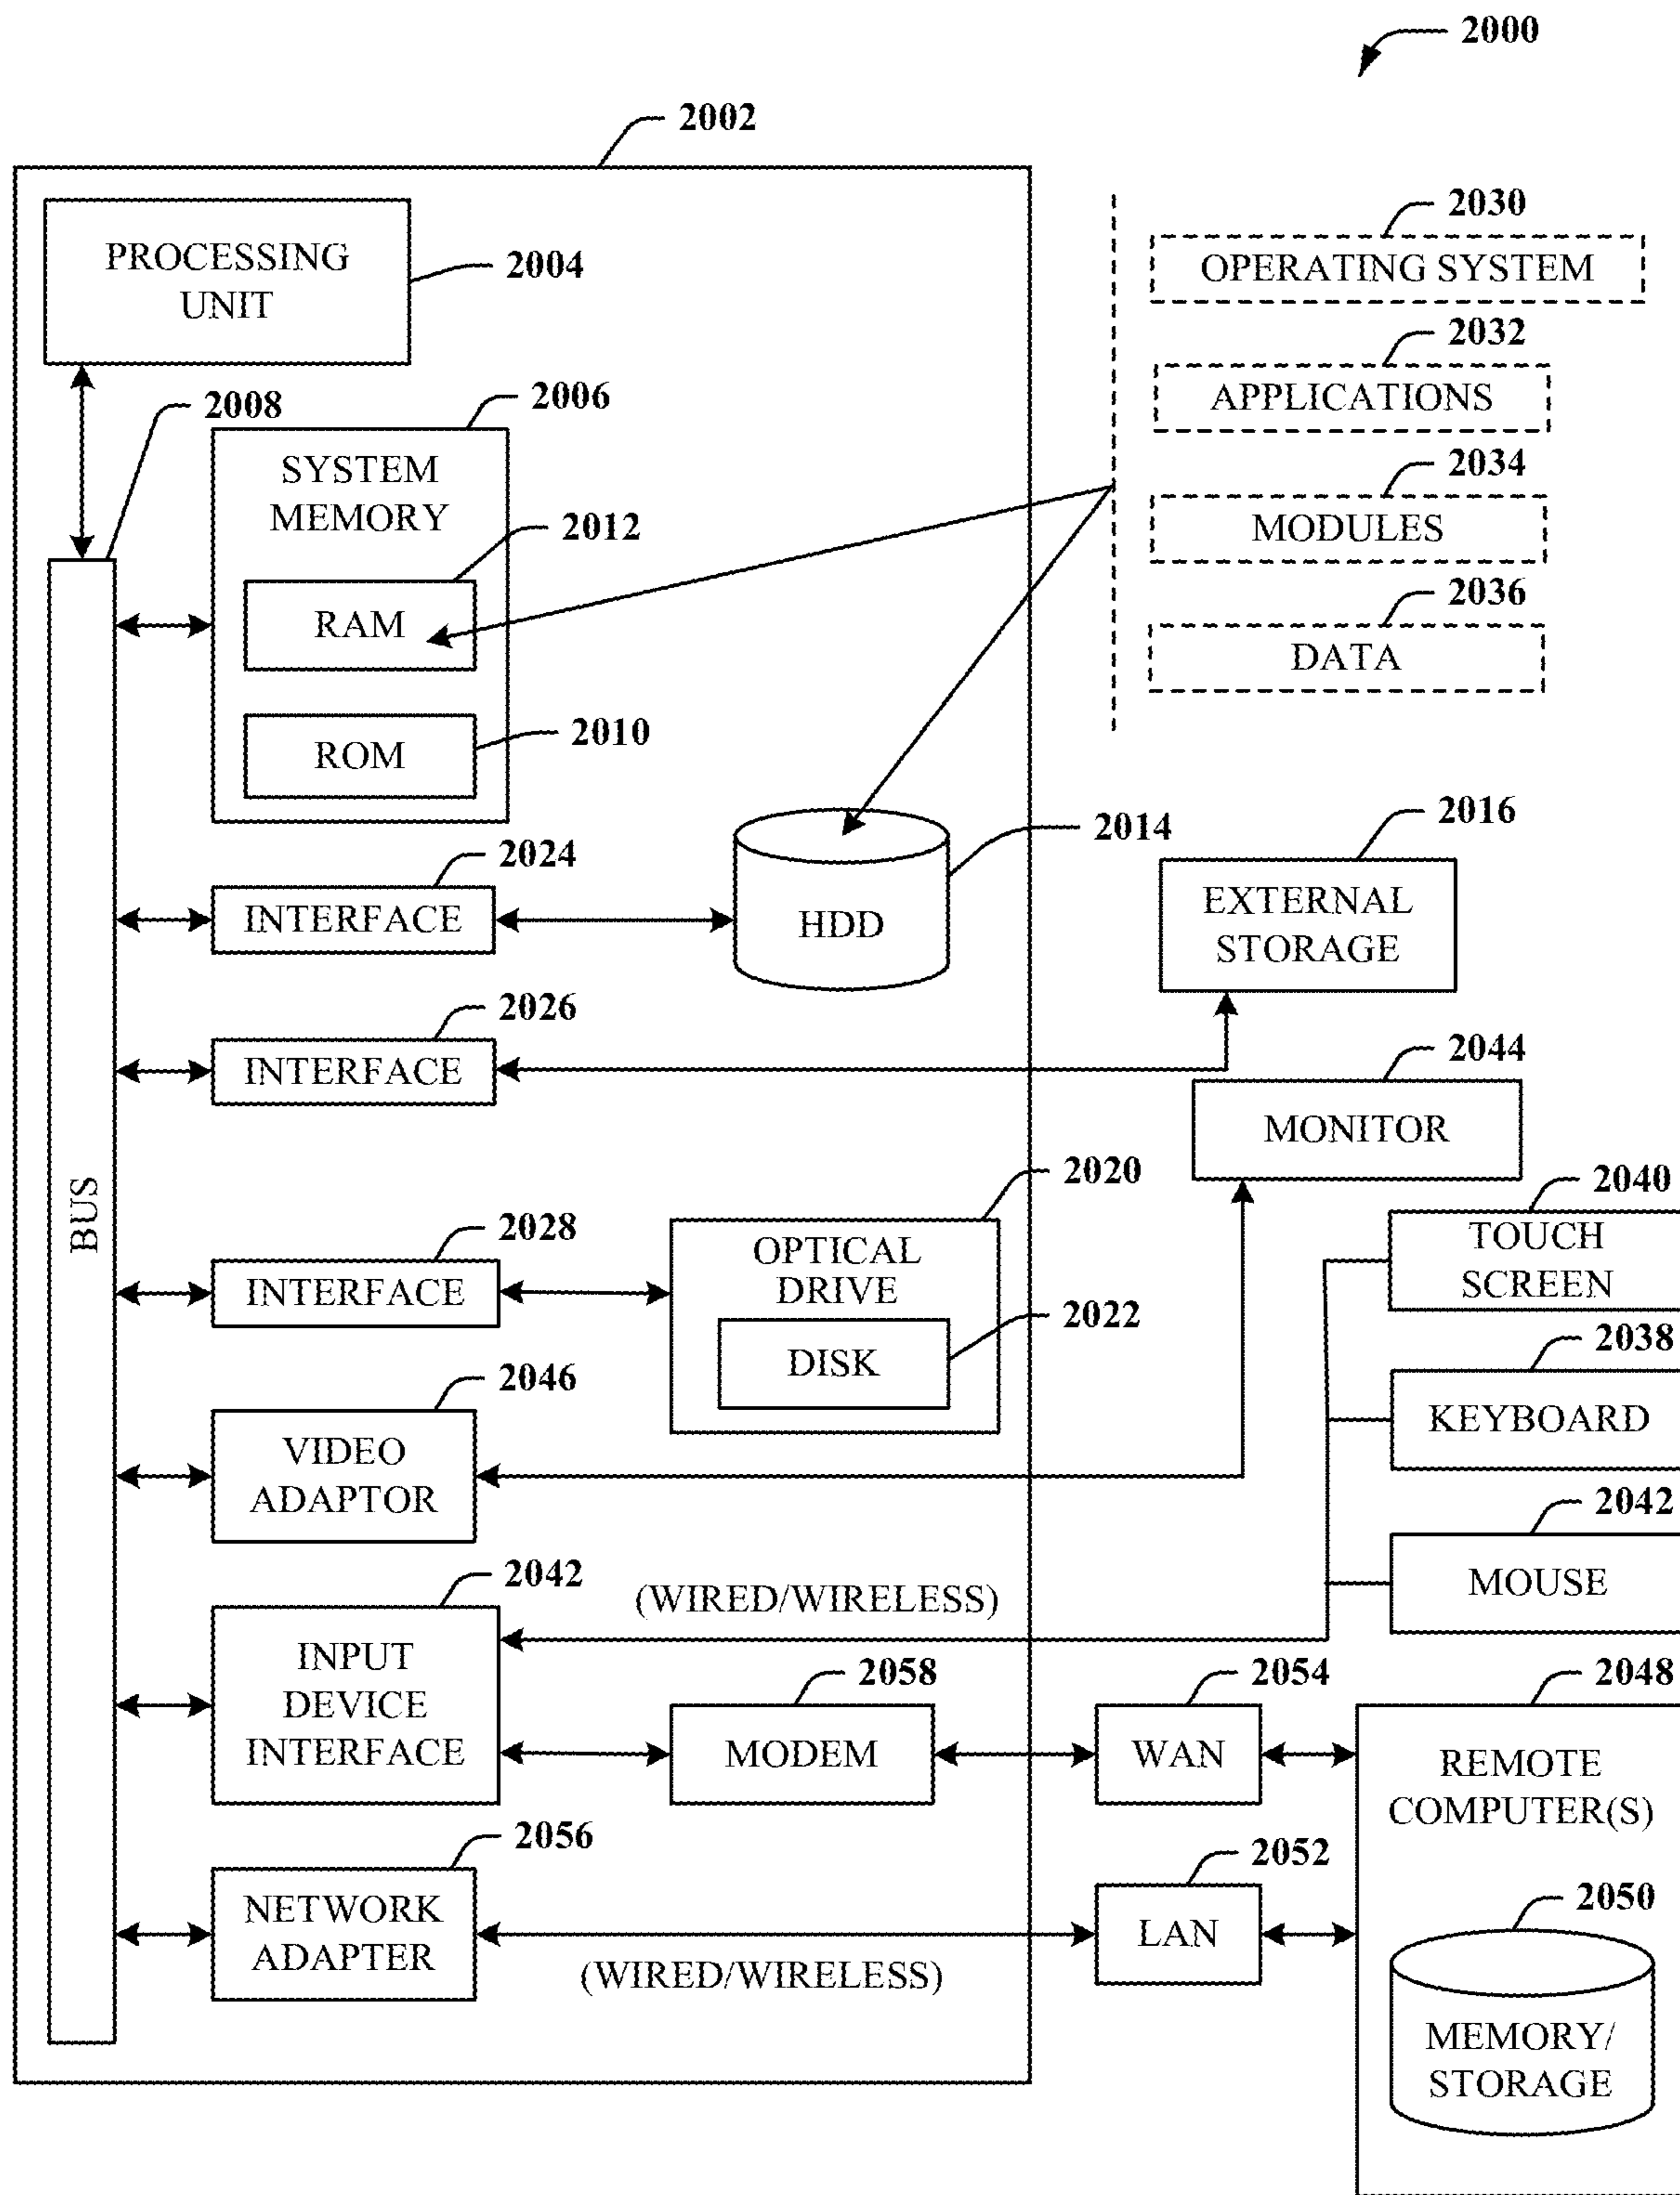 2000
2002
PROCESSING
UNIT
2004
2030
OPERATING SYSTEM
2032
APPLICATIONS
2034
MODULES
2036
DATA
2008
2006
SYSTEM
MEMORY
2012
RAM
2010
ROM
BUS
2024
INTERFACE
2014
HDD
2016
EXTERNAL
STORAGE
2026
INTERFACE
2044
MONITOR
2028
INTERFACE
2020
OPTICAL
DRIVE
2022
DISK
2040
TOUCH
SCREEN
2038
KEYBOARD
2042
MOUSE
2046
VIDEO
ADAPTOR
2042
INPUT
DEVICE
INTERFACE
(WIRED/WIRELESS)
2058
MODEM
2054
WAN
2048
REMOTE
COMPUTER(S)
2056
NETWORK
ADAPTER
(WIRED/WIRELESS)
2052
LAN
2050
MEMORY/
STORAGE